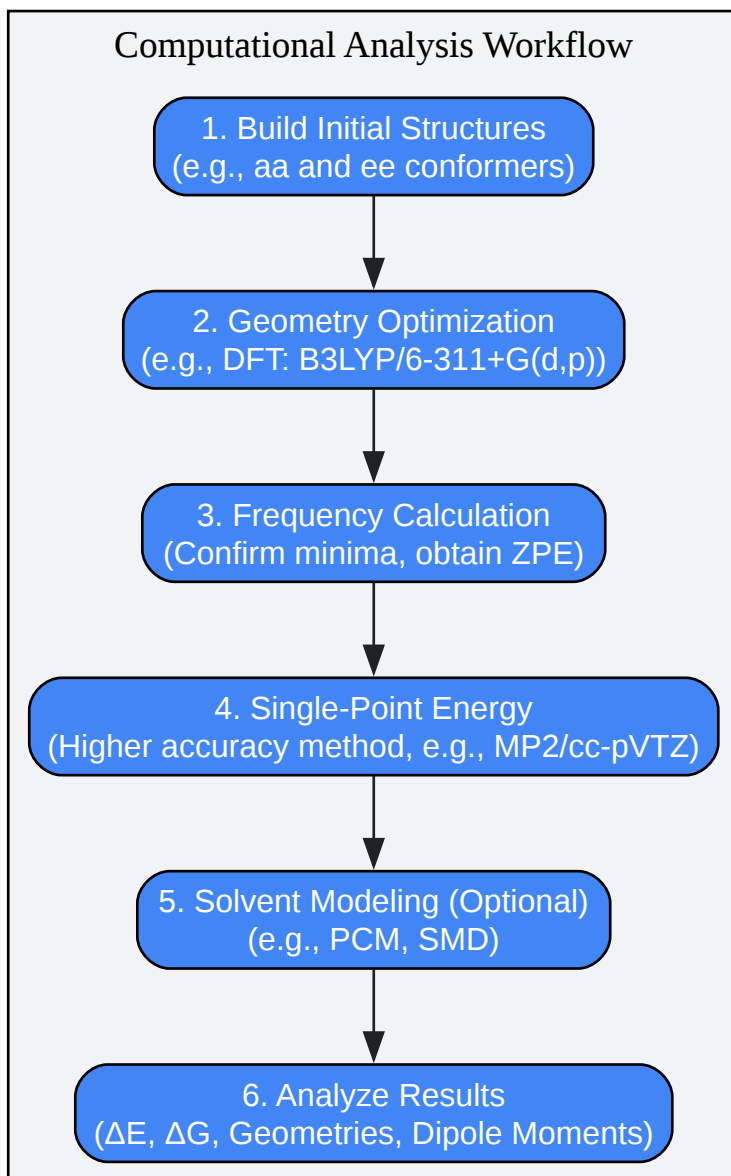 Computational Analysis Workflow
1. Build Initial Structures
(e.g., aa and ee conformers)
2. Geometry Optimization
(e.g., DFT: B3LYP/6-311+G(d,p))
3. Frequency Calculation
(Confirm minima, obtain ZPE)
4. Single-Point Energy
(Higher accuracy method, e.g., MP2/cc-pVTZ)
5. Solvent Modeling (Optional)
(e.g., PCM, SMD)
6. Analyze Results
(ΔE, ΔG, Geometries, Dipole Moments)